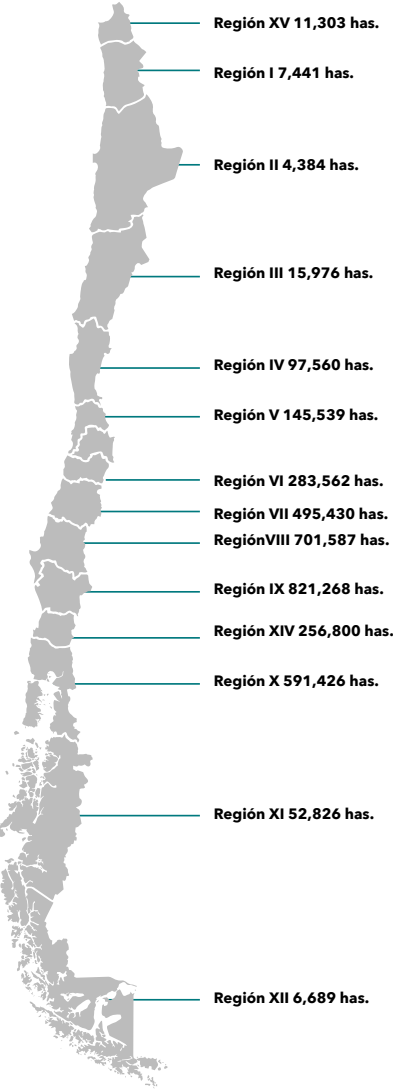 Región XV 11,303 has.
Región I 7,441 has.
Región II 4,384 has.
Región III 15,976 has.
Región IV 97,560 has.
Región V 145,539 has.
Región VI 283,562 has.
Región VII 495,430 has.
RegiónVIII 701,587 has.
Región IX 821,268 has.
Región XIV 256,800 has.
Región X 591,426 has.
Región XI 52,826 has.
Región XII 6,689 has.